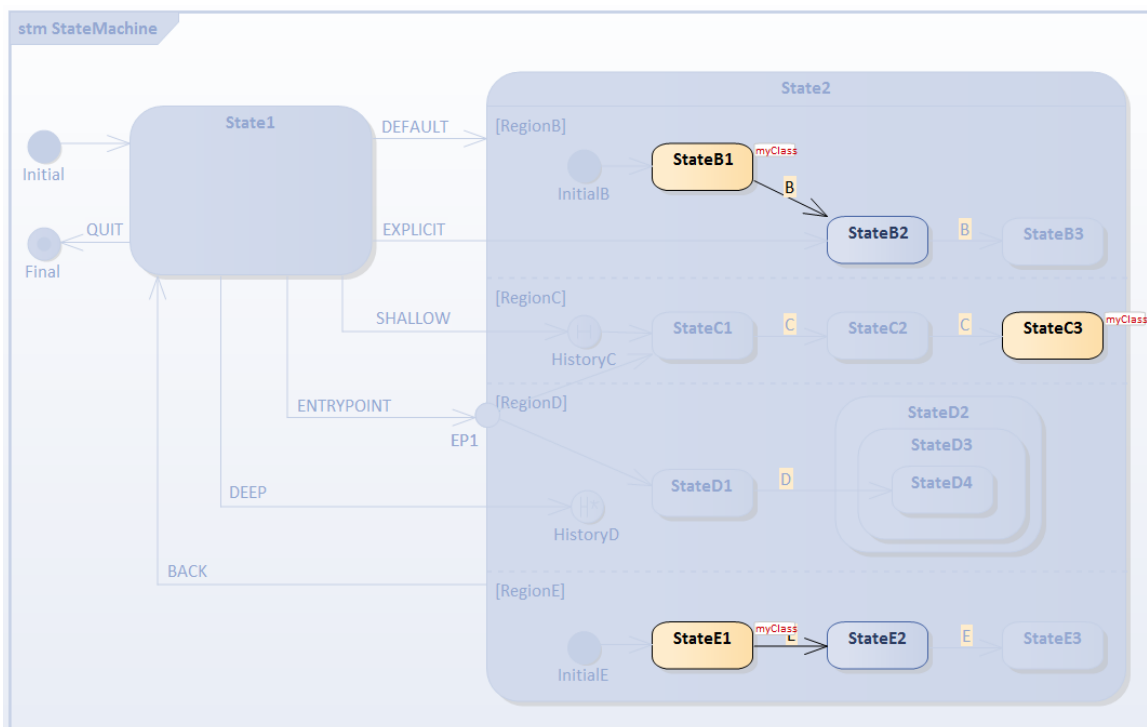 stm StateMachine
State2
State1
DEFAULT
[RegionB]
StateB1
myClass
Initial
InitialB
B
QUIT
EXPLICIT
StateB2
B
StateB3
Final
[RegionC]
SHALLOW
HistoryC
StateC1
C
StateC2
C
StateC3
myClass
ENTRYPOINT
EP1
[RegionD]
StateD2
StateD3
StateD4
StateD1
D
DEEP
H*
HistoryD
BACK
[RegionE]
StateE1
myClass
StateE2
E
StateE3
InitialE